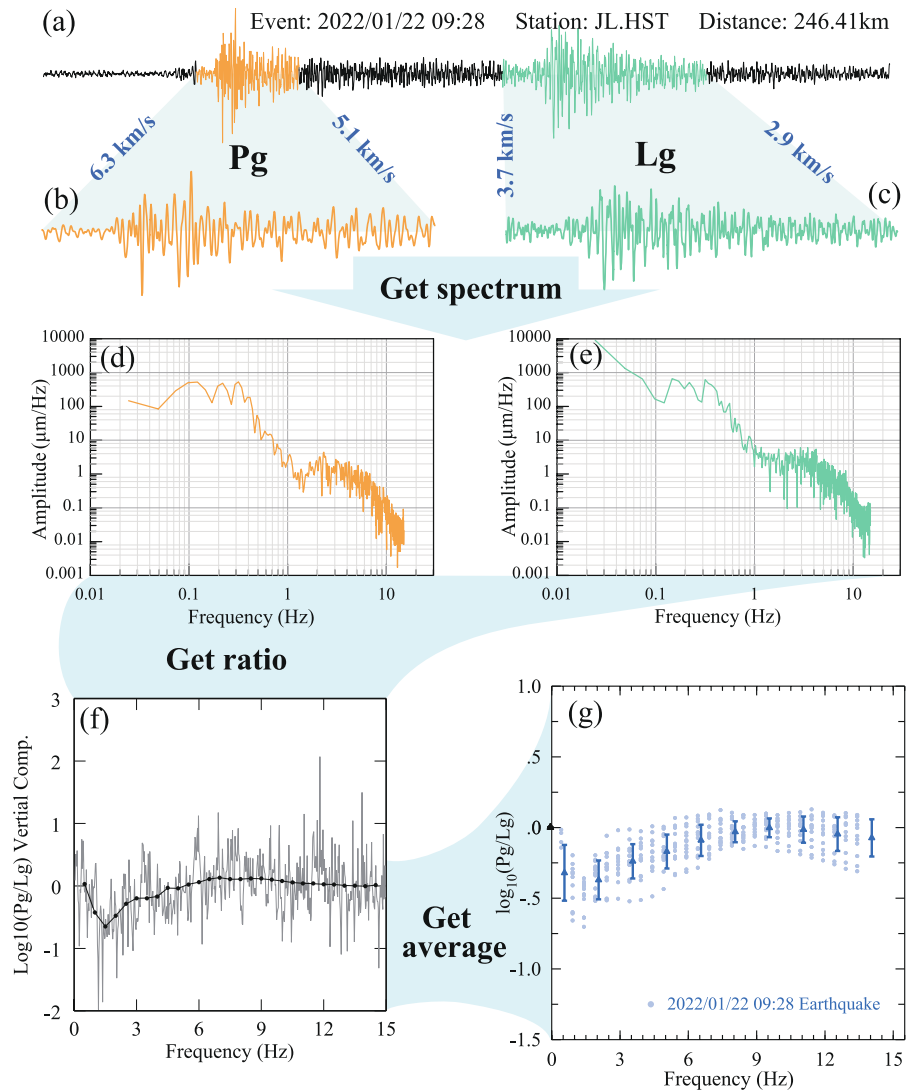 (a) Event: 2022/01/22 09:28 Station: JL.HST Distance: 246.41km
6.3 km/s
Pg
5.1 km/s
3.7 km/s
Lg
2.9 km/s
(b)
(c)
Get spectrum
(d)
10000
1000
100
10
1
0.1
0.01
0.001
Amplitude (μm/Hz)
0.01 0.1 1 10
Frequency (Hz)
(e)
10000
1000
100
10
1
0.1
0.01
0.001
Amplitude (μm/Hz)
0.01 0.1 1 10
Frequency (Hz)
Get ratio
(f)
3
2
1
0
-1
-2
Log10(Pg/Lg) Vertial Comp.
0 3 6 9 12 15
Frequency (Hz)
Get
average
(g)
1.0
.5
.0
-.5
-1.0
-1.5
log10(Pg/Lg)
2022/01/22 09:28 Earthquake
0 3 6 9 12 15
Frequency (Hz)